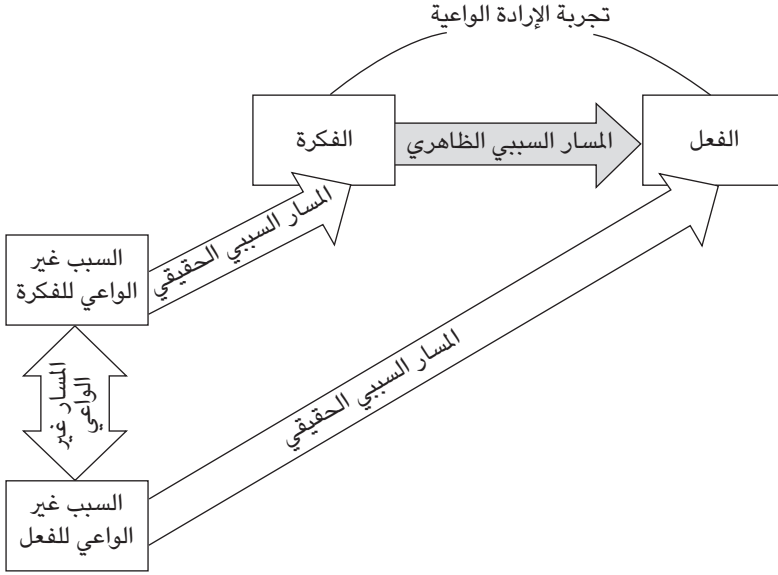 تجربة الإرادة الواعية
الفكرة
المسار السببي الظاهري
الفعل
المسار السببي الحقيقي
السبب غير
الواعي للفكرة
المسار السببي الحقيقي
المسار غير
الواعي
السبب غير
الواعي للفعل